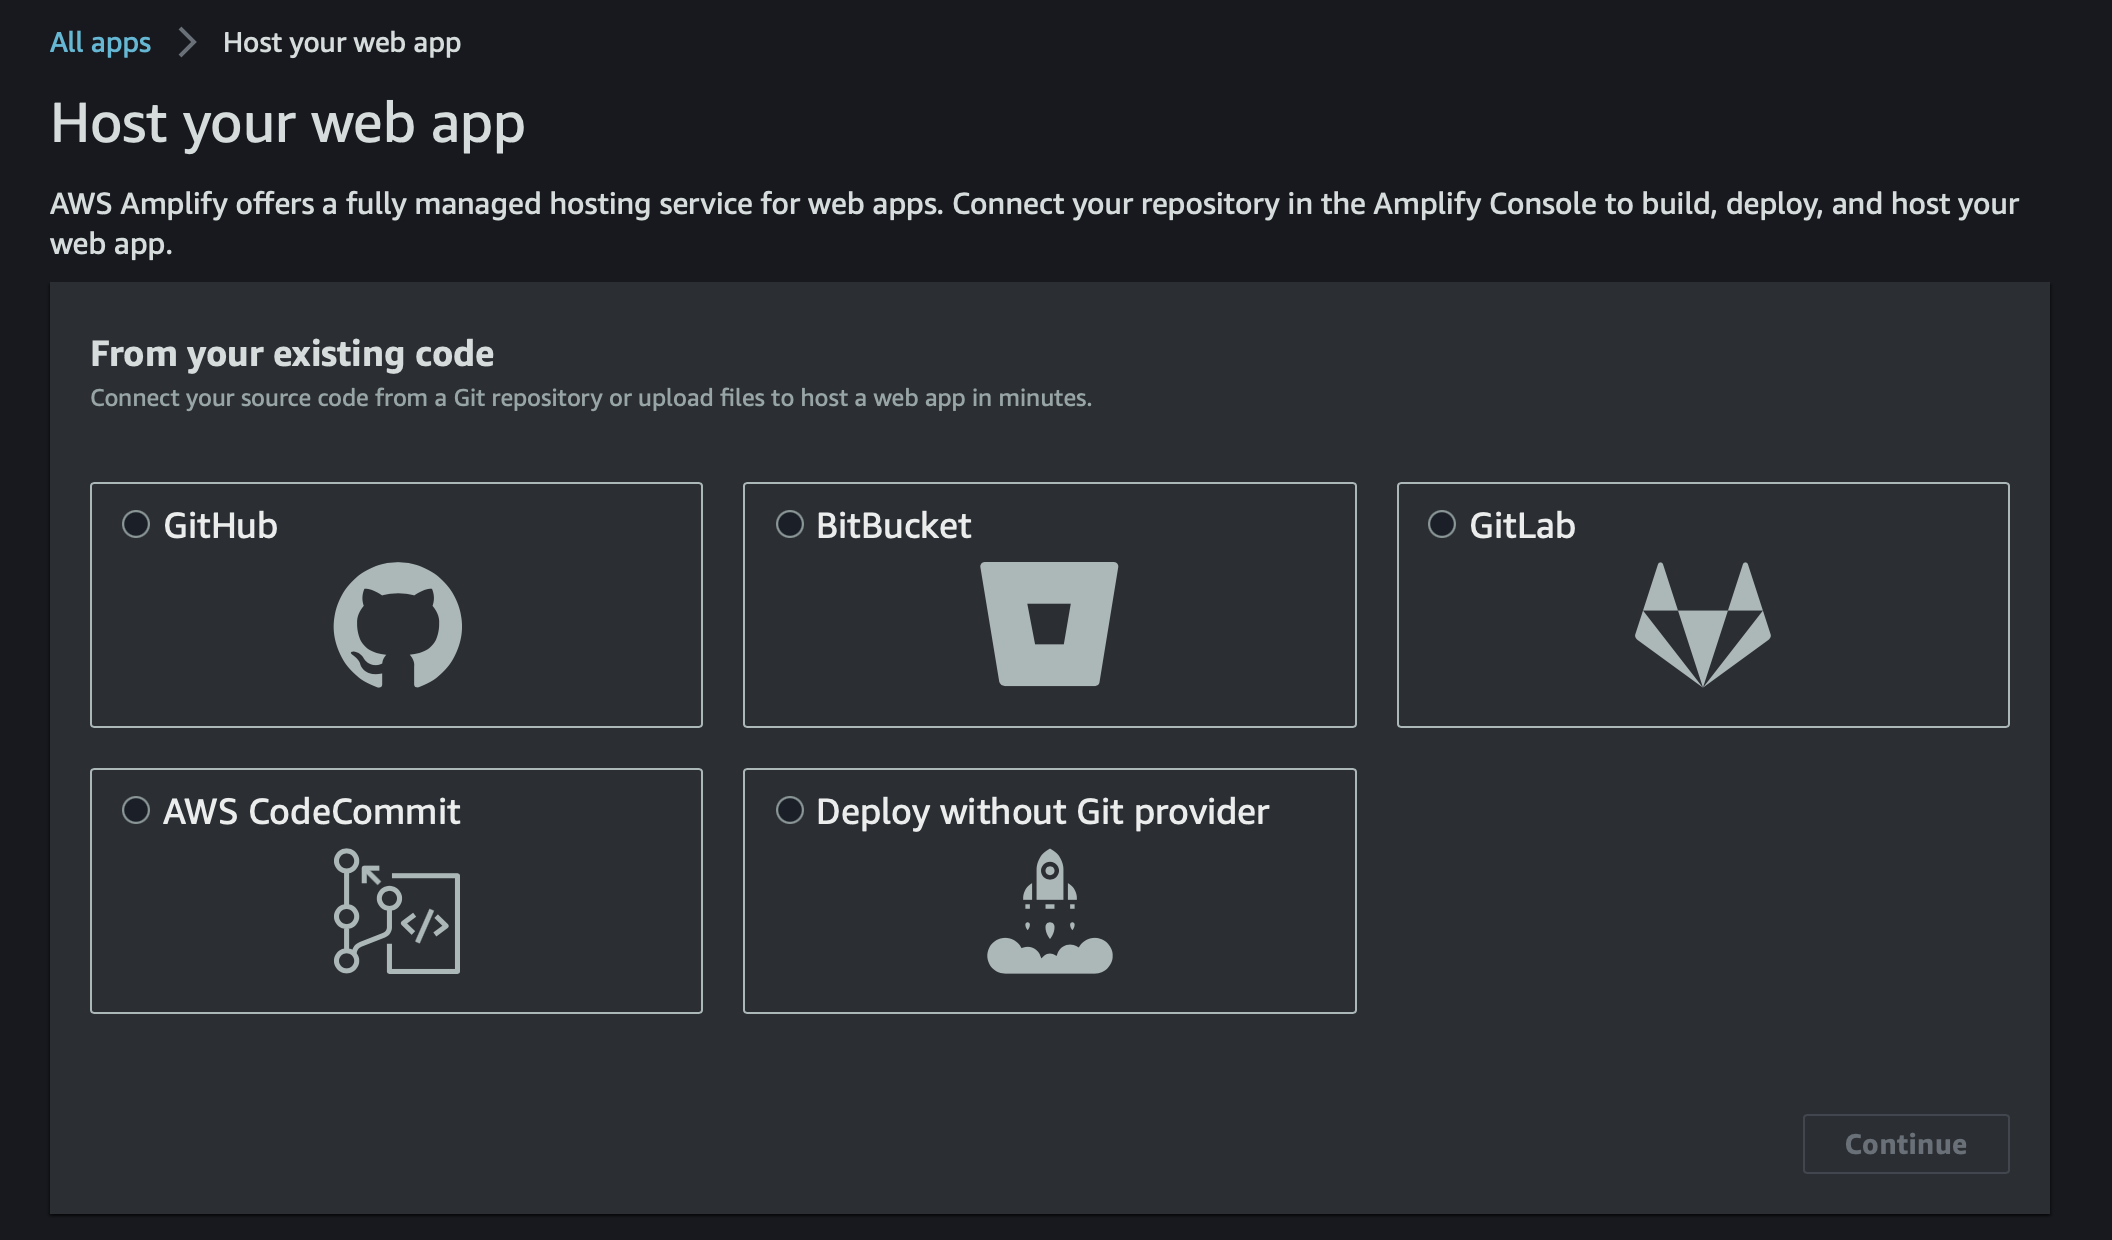 All apps > Host your web app
Host your web app
AWS Amplify offers a fully managed hosting service for web apps. Connect your repository in the Amplify Console to build, deploy, and host your
web app.
From your existing code
Connect your source code from a Git repository or upload files to host a web app in minutes.
GitHub
BitBucket
GitLab
AWS CodeCommit
</>
Deploy without Git provider
Continue